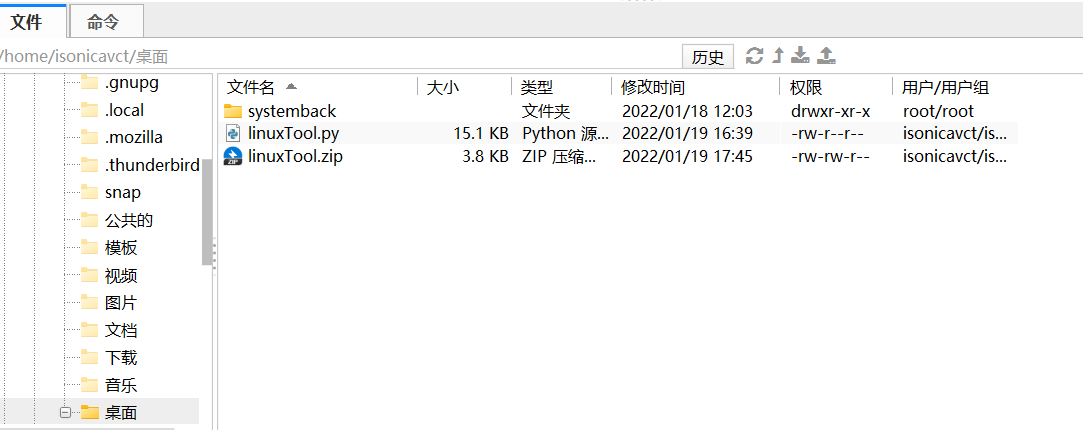 文件 命令
/home/isonicavct/桌面 历史
.gnupg
.local
.mozilla
.thunderbird
snap
公共的
模板
视频
图片
文档
下载
音乐
桌面
文件名 大小 类型 修改时间 权限 用户/用户组
systemback 文件夹 2022/01/18 12:03 drwxr-xr-x root/root
linuxTool.py 15.1 KB Python 源... 2022/01/19 16:39 -rw-r--r-- isonicavct/is...
linuxTool.zip 3.8 KB ZIP 压缩... 2022/01/19 17:45 -rw-rw-r-- isonicavct/is...